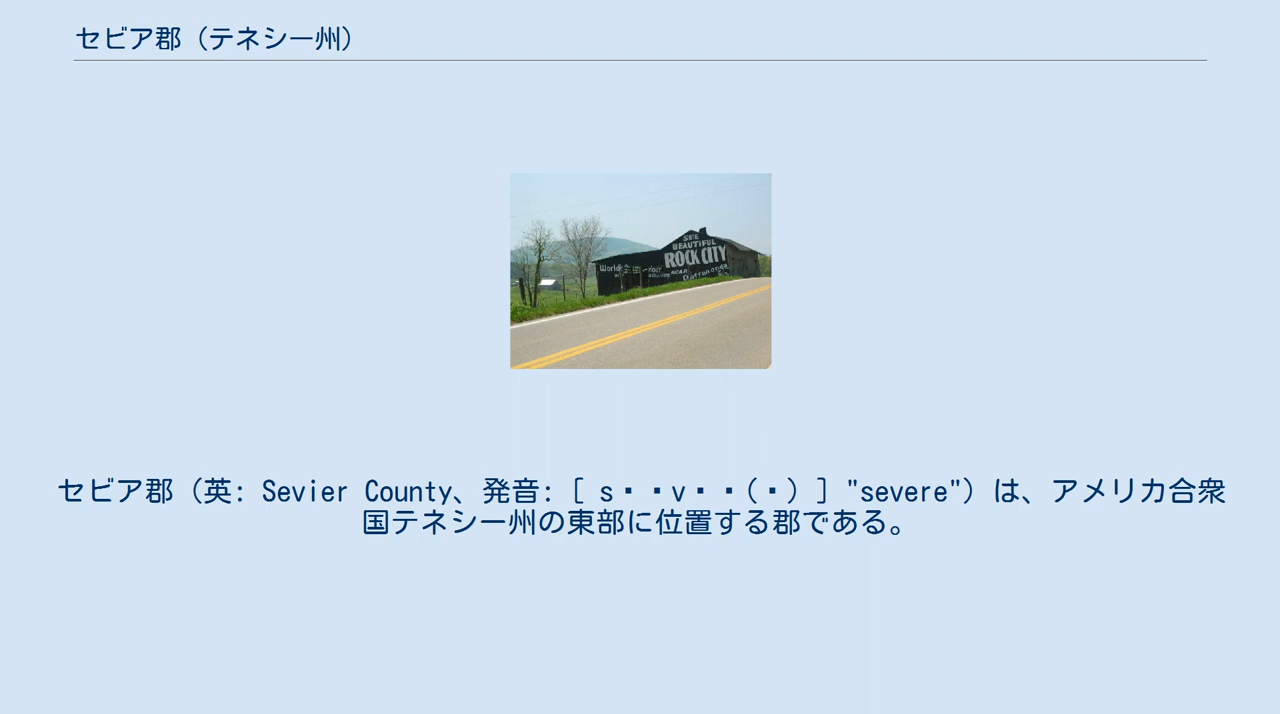 セビア郡（テネシー州）
SEE
BEAUTIFUL
ROCK CITY
World's
NEAR
セビア郡（英: Sevier County、発音: [ s・・v・・(・) ] "severe"）は、アメリカ合衆
国テネシー州の東部に位置する郡である。